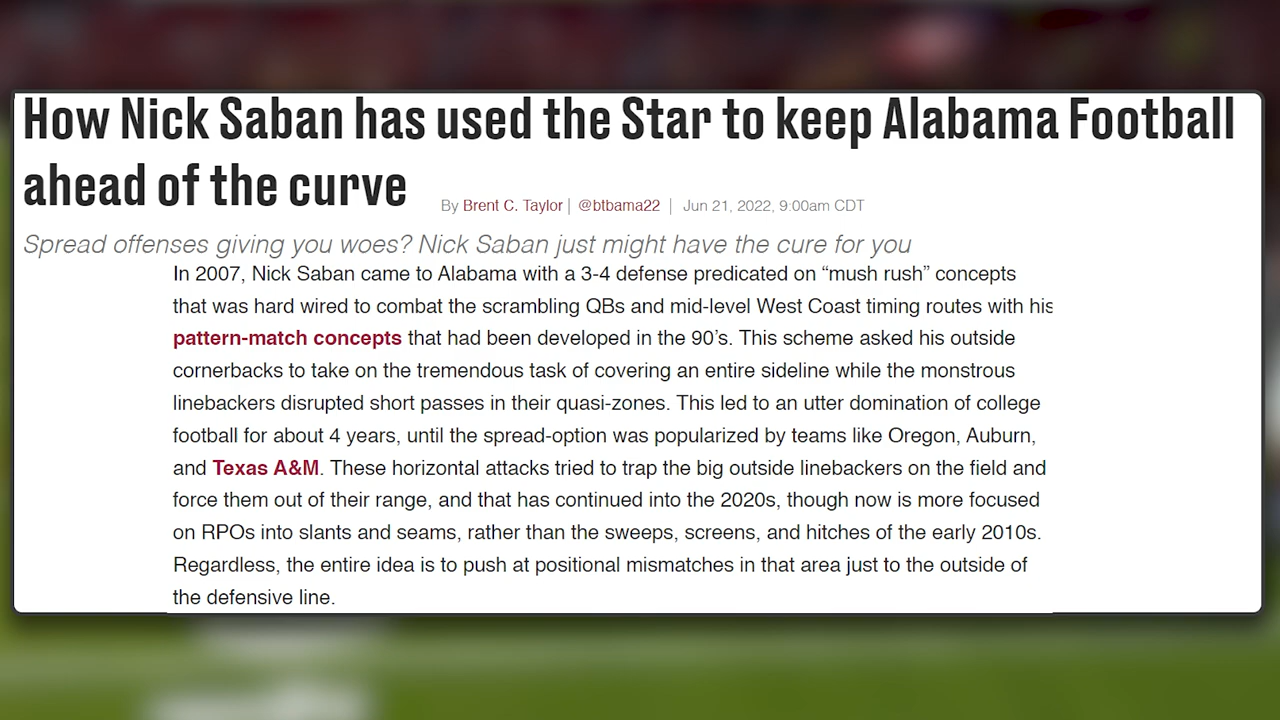 How Nick Saban has used the Star to keep Alabama Football
ahead of the curve
By Brent C. Taylor | @btbama22 | Jun 21, 2022, 9:00am CDT
Spread offenses giving you woes? Nick Saban just might have the cure for you
In 2007, Nick Saban came to Alabama with a 3-4 defense predicated on “mush rush” concepts
that was hard wired to combat the scrambling QBs and mid-level West Coast timing routes with his
pattern-match concepts that had been developed in the 90’s. This scheme asked his outside
cornerbacks to take on the tremendous task of covering an entire sideline while the monstrous
linebackers disrupted short passes in their quasi-zones. This led to an utter domination of college
football for about 4 years, until the spread-option was popularized by teams like Oregon, Auburn,
and Texas A&M. These horizontal attacks tried to trap the big outside linebackers on the field and
force them out of their range, and that has continued into the 2020s, though now is more focused
on RPOs into slants and seams, rather than the sweeps, screens, and hitches of the early 2010s.
Regardless, the entire idea is to push at positional mismatches in that area just to the outside of
the defensive line.